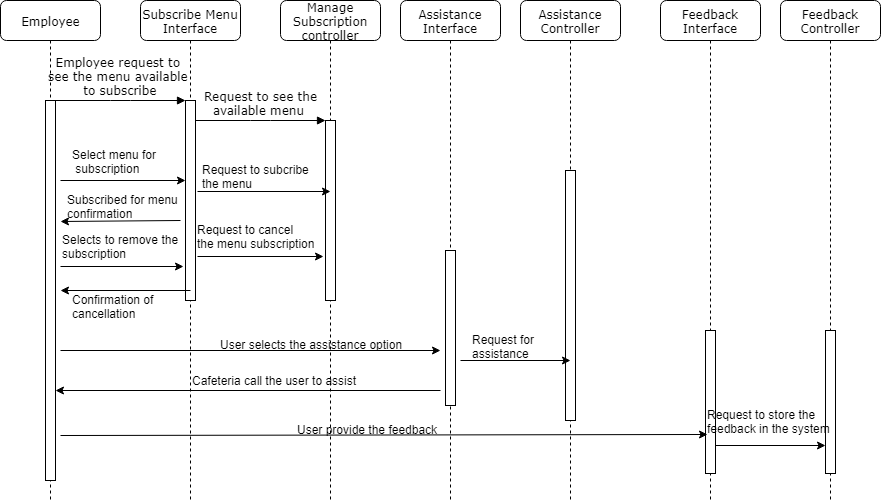 Employee
Subscribe Menu
Interface
Manage
Subscription
controller
Assistance
Interface
Assistance
Controller
Feedback
Interface
Feedback
Controller
Employee request to
see the menu available
to subscribe
Request to see the
available menu
Select menu for
subscription
Request to subcribe
the menu
Subscribed for menu
confirmation
Request to cancel
the menu subscription
Selects to remove the
subscription
Confirmation of
cancellation
User selects the assistance option
Request for
assistance
Cafeteria call the user to assist
Request to store the
feedback in the system
User provide the feedback